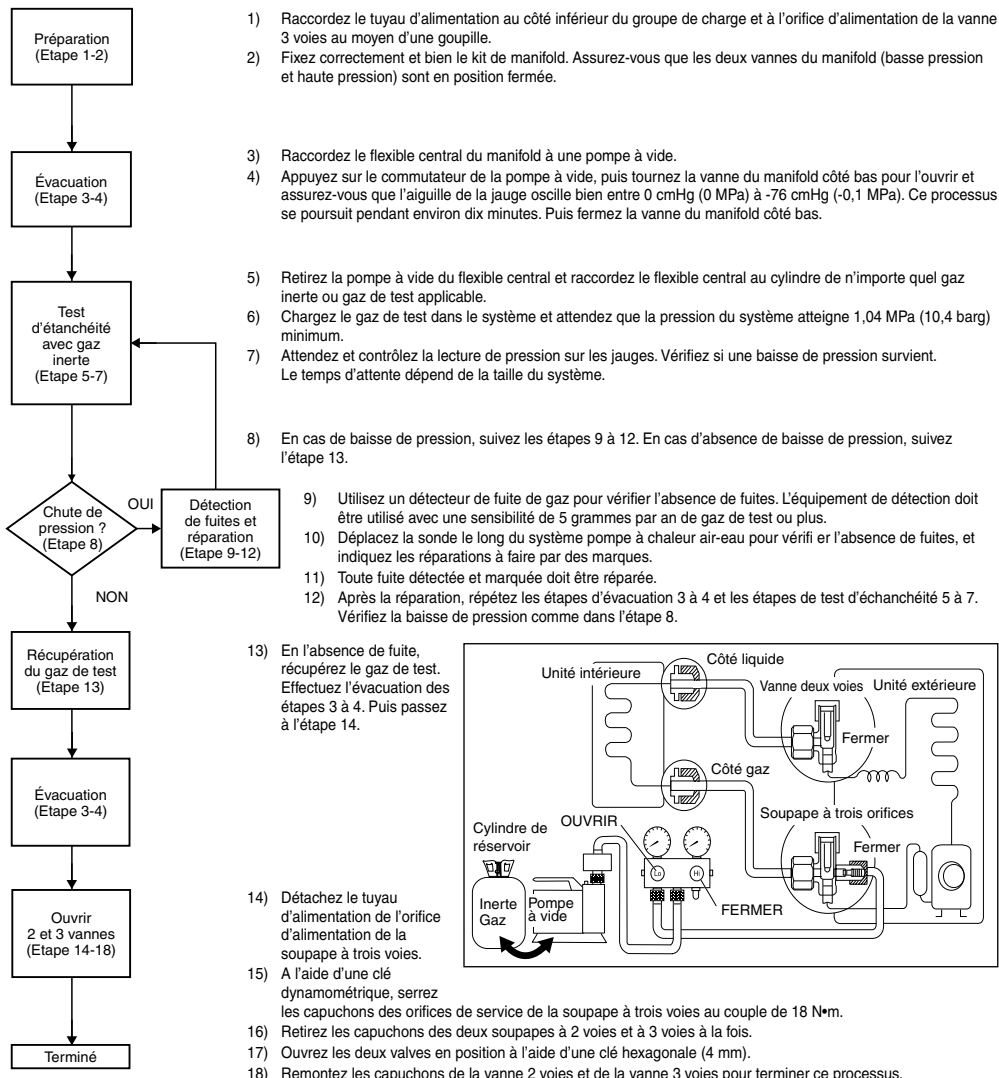 Préparation
(Etape 1-2)
1) Raccordez le tuyau d'alimentation au côté inférieur du groupe de charge et à l'orifice d'alimentation de la vanne
3 voies au moyen d'une goupille.
2) Fixez correctement et bien le kit de manifold. Assurez-vous que les deux vannes du manifold (basse pression
et haute pression) sont en position fermée.
Évacuation
(Etape 3-4)
3) Raccordez le flexible central du manifold à une pompe à vide.
4) Appuyez sur le commutateur de la pompe à vide, puis tournez la vanne du manifold côté bas pour l'ouvrir et
assurez-vous que l'aiguille de la jauge oscille bien entre 0 cmHg (0 MPa) à -76 cmHg (-0,1 MPa). Ce processus
se poursuit pendant environ dix minutes. Puis fermez la vanne du manifold côté bas.
Test
d'étanchéité
avec gaz
inerte
(Etape 5-7)
5) Retirez la pompe à vide du flexible central et raccordez le flexible central au cylindre de n'importe quel gaz
inerte ou gaz de test applicable.
6) Chargez le gaz de test dans le système et attendez que la pression du système atteigne 1,04 MPa (10,4 barg)
minimum.
7) Attendez et contrôlez la lecture de pression sur les jauges. Vérifiez si une baisse de pression survient.
Le temps d'attente dépend de la taille du système.
8) En cas de baisse de pression, suivez les étapes 9 à 12. En cas d'absence de baisse de pression, suivez
l'étape 13.
Chute de
pression ?
(Etape 8)
OUI
NON
Détection
de fuites et
réparation
(Etape 9-12)
9) Utilisez un détecteur de fuite de gaz pour vérifier l'absence de fuites. L'équipement de détection doit
être utilisé avec une sensibilité de 5 grammes par an de gaz de test ou plus.
10) Déplacez la sonde le long du système pompe à chaleur air-eau pour vérifi er l'absence de fuites, et
indiquez les réparations à faire par des marques.
11) Toute fuite détectée et marquée doit être réparée.
12) Après la réparation, répétez les étapes d'évacuation 3 à 4 et les étapes de test d'échanchéité 5 à 7.
Vérifiez la baisse de pression comme dans l'étape 8.
Récupération
du gaz de test
(Etape 13)
13) En l'absence de fuite,
récupérez le gaz de test.
Effectuez l'évacuation des
étapes 3 à 4. Puis passez
à l'étape 14.
Unité intérieure
Côté liquide
Vanne deux voies
Unité extérieure
Fermer
Côté gaz
Soupape à trois orifices
Fermer
Cylindre de
réservoir
OUVRIR
Lo
Hi
FERMER
Inerte
Gaz
Pompe
à vide
Évacuation
(Etape 3-4)
Ouvrir
2 et 3 vannes
(Etape 14-18)
14) Détachez le tuyau
d'alimentation de l'orifice
d'alimentation de la
soupape à trois voies.
15) A l'aide d'une clé
dynamométrique, serrez
les capuchons des orifices de service de la soupape à trois voies au couple de 18 N•m.
16) Retirez les capuchons des deux soupapes à 2 voies et à 3 voies à la fois.
17) Ouvrez les deux valves en position à l'aide d'une clé hexagonale (4 mm).
18) Remontez les capuchons de la vanne 2 voies et de la vanne 3 voies pour terminer ce processus.
Terminé